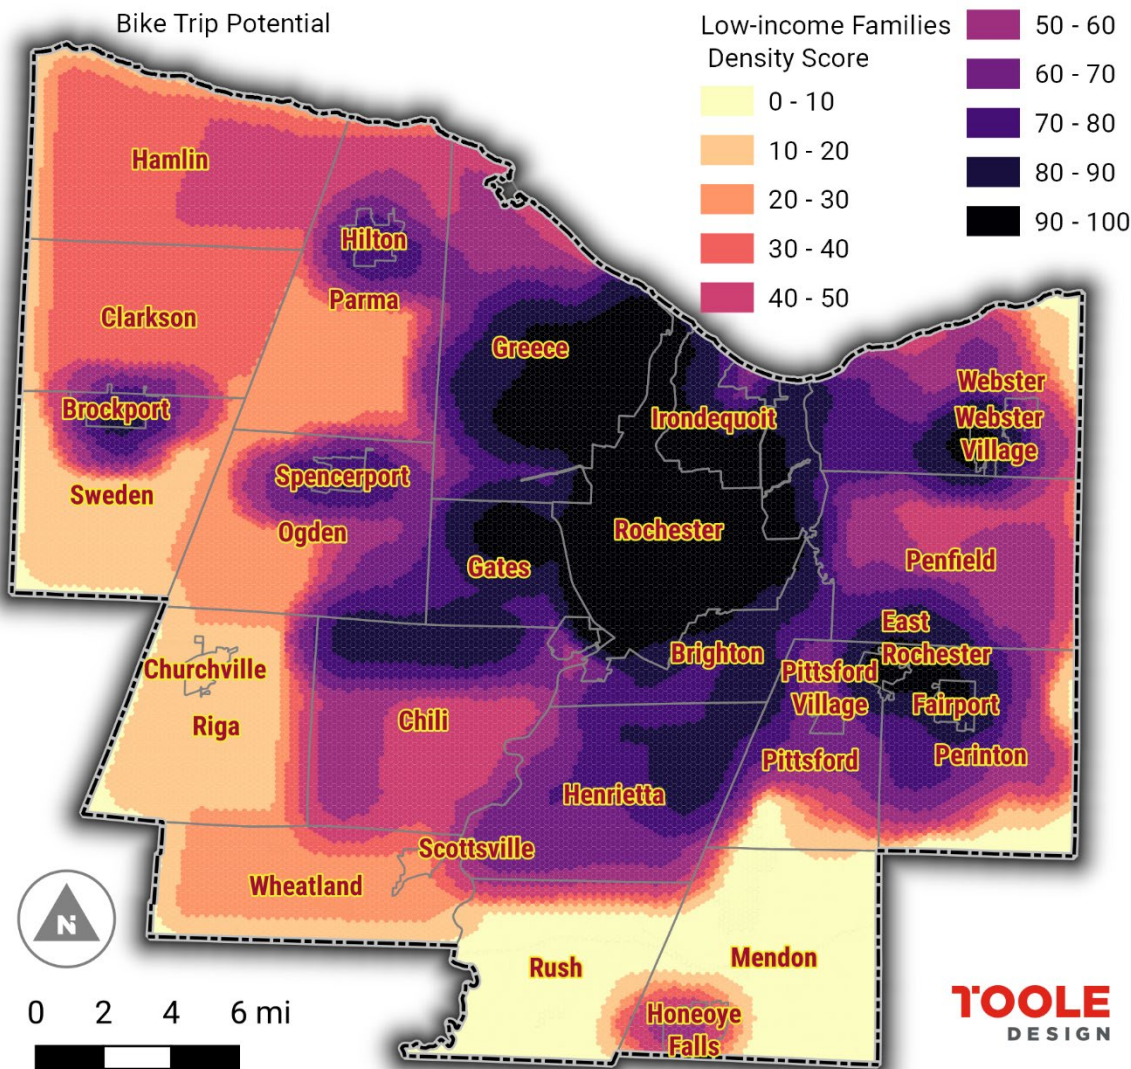 Bike Trip Potential
Low-income Families
Density Score
0 - 10
10 - 20
20 - 30
30 - 40
40 - 50
50 - 60
60 - 70
70 - 80
80 - 90
90 - 100
Hamlin
Hilton
Parma
Clarkson
Greece
Webster
Brockport
Irondequoit
Webster
Village
Spencerport
Sweden
Ogden
Rochester
Gates
Penfield
East
Rochester
Brighton
Churchville
Pittsford
Village
Riga
Chili
Fairport
Pittsford
Perinton
Henrietta
Scottsville
Wheatland
N
Rush
Mendon
Honeoye
Falls
0 2 4 6 mi
TOOLE
DESIGN